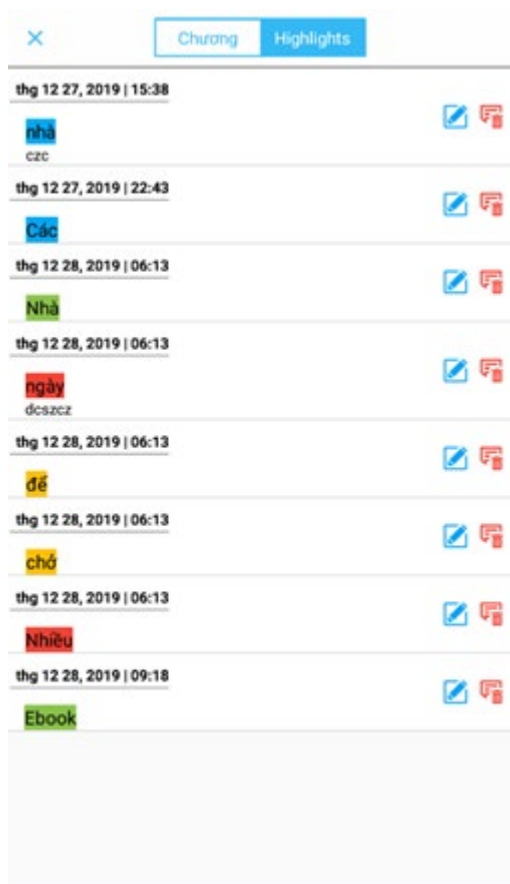 Chương Highlights
thg 12 27, 2019 | 15:38
nhà
czc
thg 12 27, 2019 | 22:43
Các
thg 12 28, 2019 | 06:13
Nhà
thg 12 28, 2019 | 06:13
ngày
dcszcz
thg 12 28, 2019 | 06:13
để
thg 12 28, 2019 | 06:13
chớ
thg 12 28, 2019 | 06:13
Nhiều
thg 12 28, 2019 | 09:18
Ebook